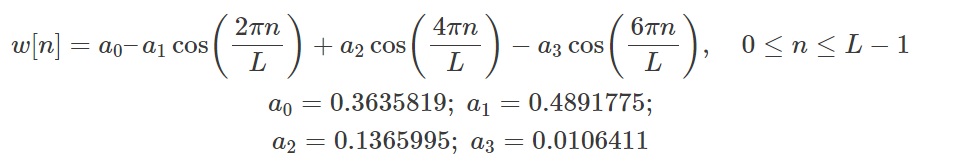 w[n] = a₀ − a₁ cos(2πn/L) + a₂ cos(4πn/L) − a₃ cos(6πn/L), 0 ≤ n ≤ L − 1
a₀ = 0.3635819; a₁ = 0.4891775;
a₂ = 0.1365995; a₃ = 0.0106411